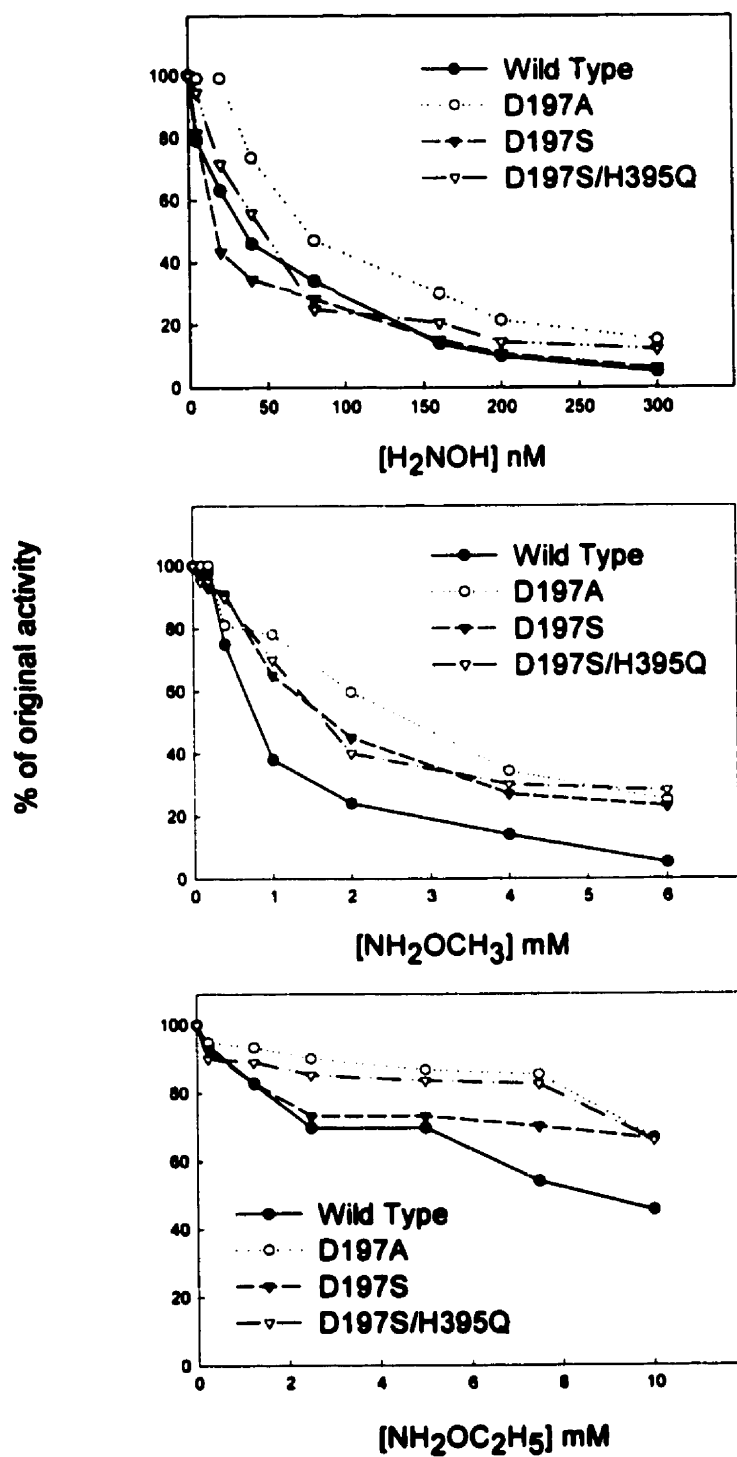 % of original activity
Wild Type
D197A
D197S
D197S/H395Q
100
80
60
40
20
0
0 50 100 150 200 250 300
[H₂NOH] nM
Wild Type
D197A
D197S
D197S/H395Q
100
80
60
40
20
0
0 1 2 3 4 5 6
[NH₂OCH₃] mM
100
80
60
40
20
0
Wild Type
D197A
D197S
D197S/H395Q
0 2 4 6 8 10
[NH₂OC₂H₅] mM